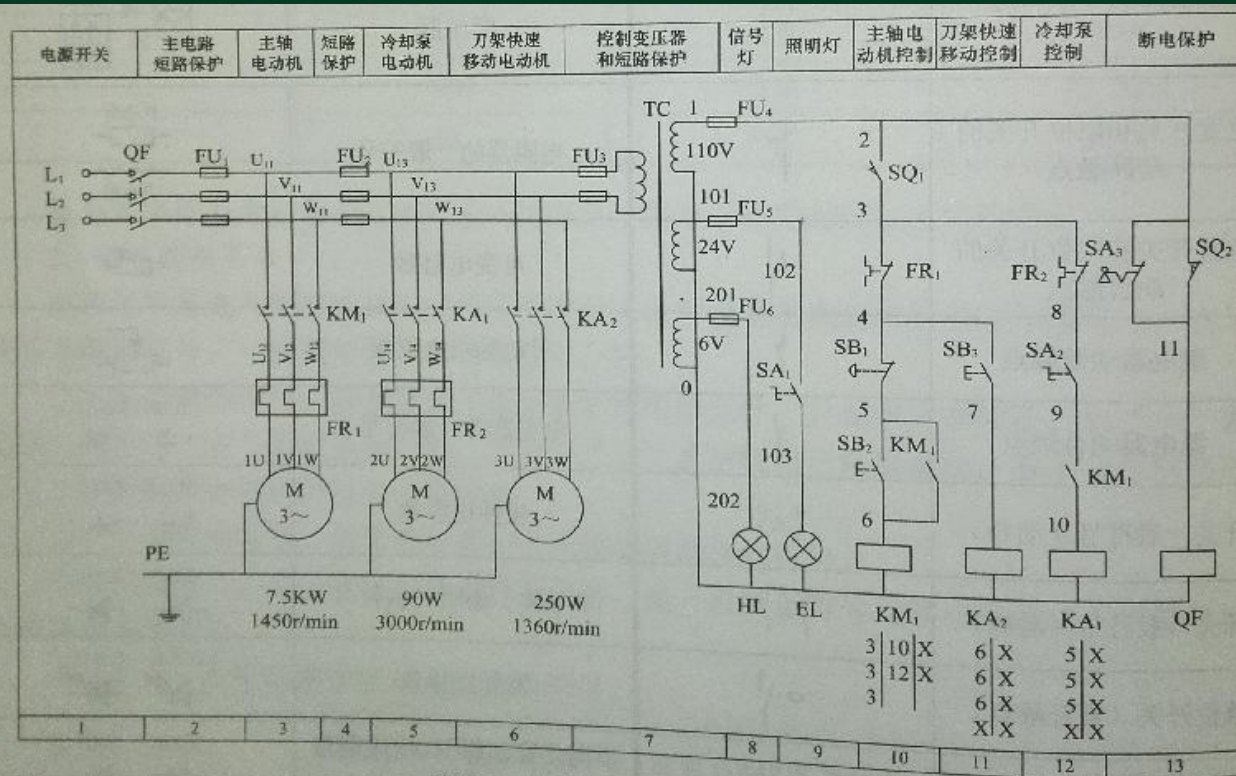 电源开关
主电路
短路保护
主轴
电动机
短路
保护
冷却泵
电动机
刀架快速
移动电动机
控制变压器
和短路保护
信号
灯
照明灯
主轴电
动机控制
刀架快速
移动控制
冷却泵
控制
断电保护
TC 1 FU₄
110V
2
SQ₁
QF FU₁ U₁₁ FU₂ U₁₃ FU₃
L₁
V₁₁ V₁₃
L₂
W₁₁ W₁₃
L₃
101 FU₅
3
24V
102
FR₁ FR₂ SA₃ SQ₂
201 FU₆
4 8
6V
11
KM₁ KA₁ KA₂
U₁₂ V₁₂ W₁₂ U₁₄ V₁₄ W₁₄
SB₁ SB₃ SA₂
SA₁
0
5 7 9
FR₁ FR₂
SB₂ KM₁
103
1U 1V 1W 2U 2V 2W 3U 3V 3W
KM₁
M
3~
M
3~
M
3~
202
6 10
PE
HL EL
7.5KW
1450r/min
90W
3000r/min
250W
1360r/min
KM₁ KA₂ KA₁ QF
3 10 X
3 12 X
3
6 X
6 X
6 X
X X
5 X
5 X
5 X
X X
1 2 3 4 5 6 7 8 9 10 11 12 13